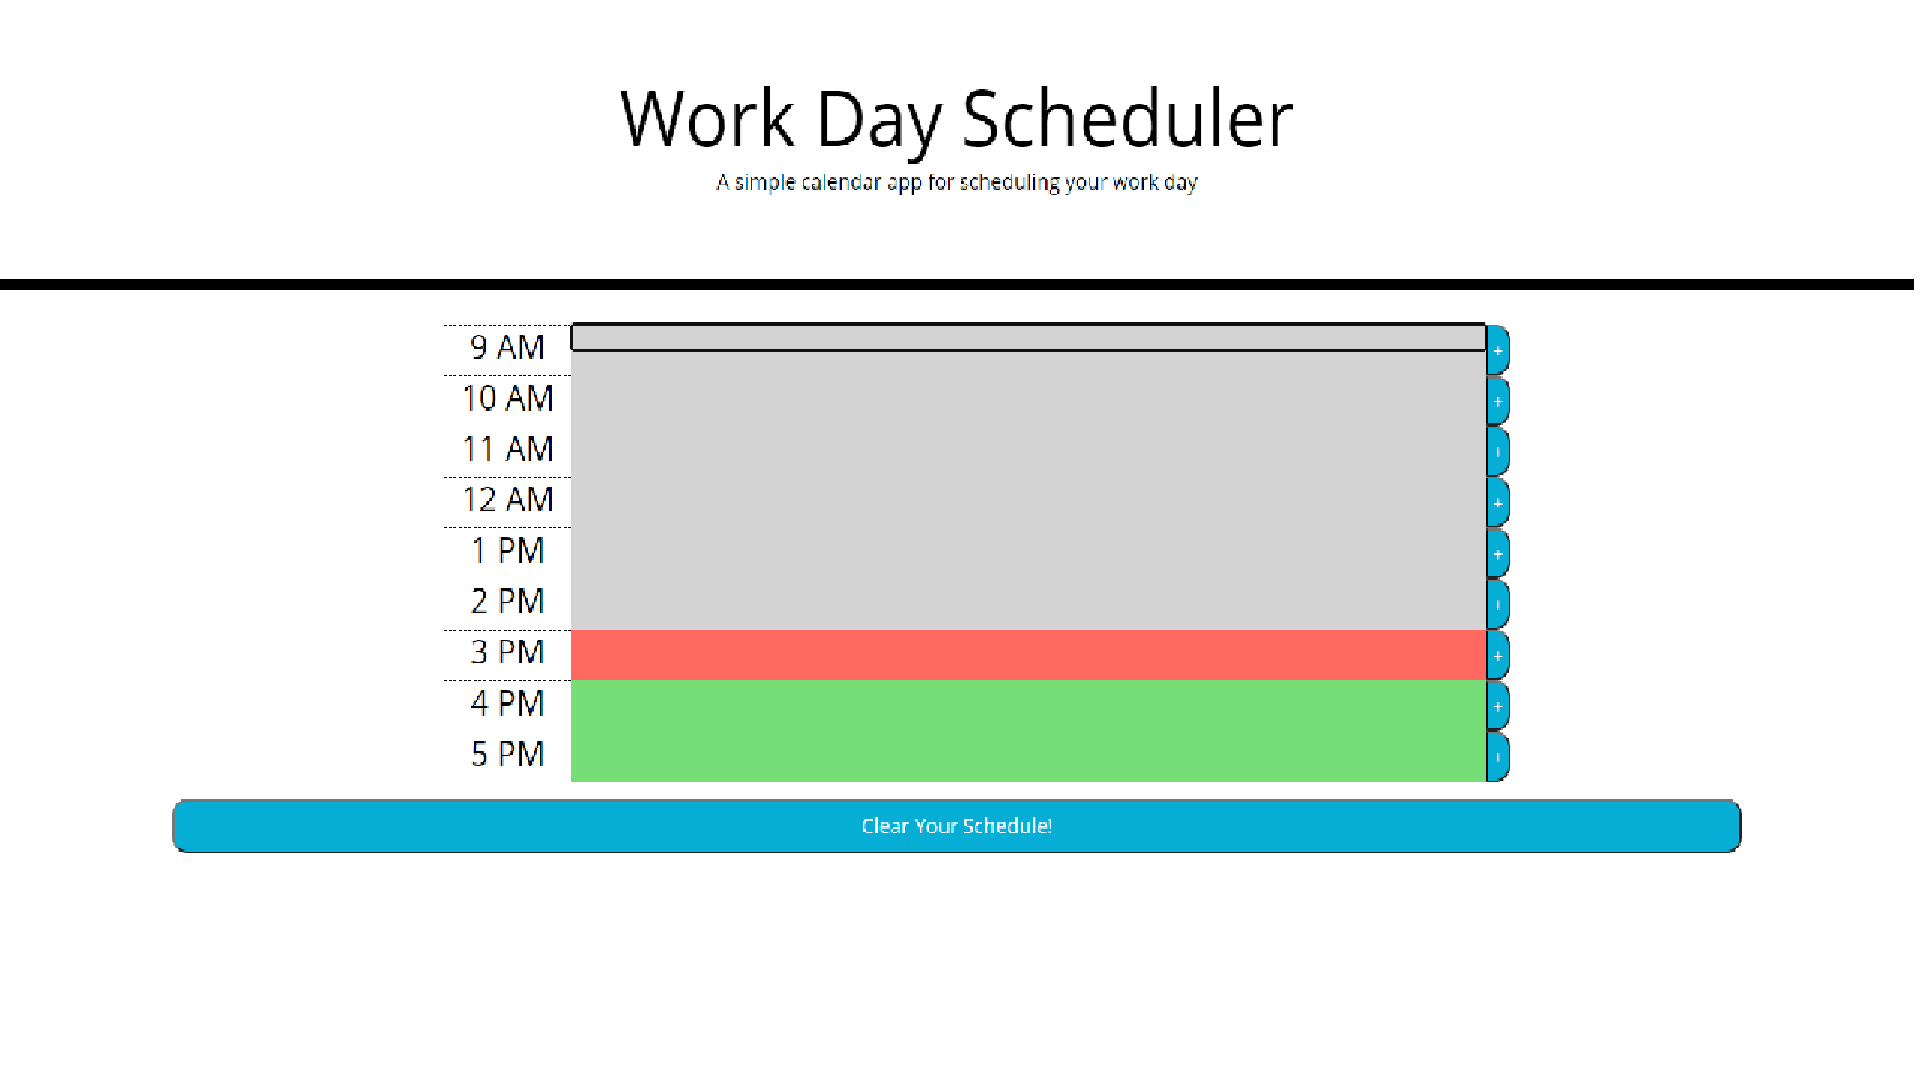 Work Day Scheduler
A simple calendar app for scheduling your work day
9 AM +
10 AM +
11 AM
12 AM +
1 PM +
2 PM
3 PM +
4 PM +
5 PM
Clear Your Schedule!